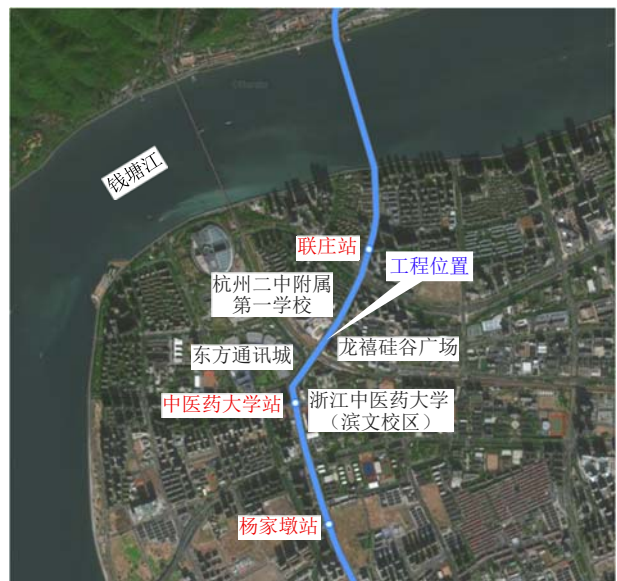 钱塘江
联庄站
工程位置
杭州二中附属
第一学校
龙禧硅谷广场
东方通讯城
中医药大学站
浙江中医药大学
（滨文校区）
杨家墩站